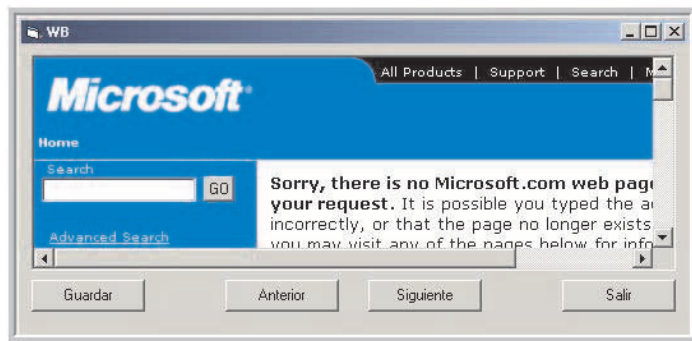 WB
All Products | Support | Search |
Microsoft
Home
Search
GO
Sorry, there is no Microsoft.com web page
your request. It is possible you typed the
incorrectly, or that the page no longer exists
Advanced Search
you may visit any of the pages below for
Guardar Anterior Siguiente Salir